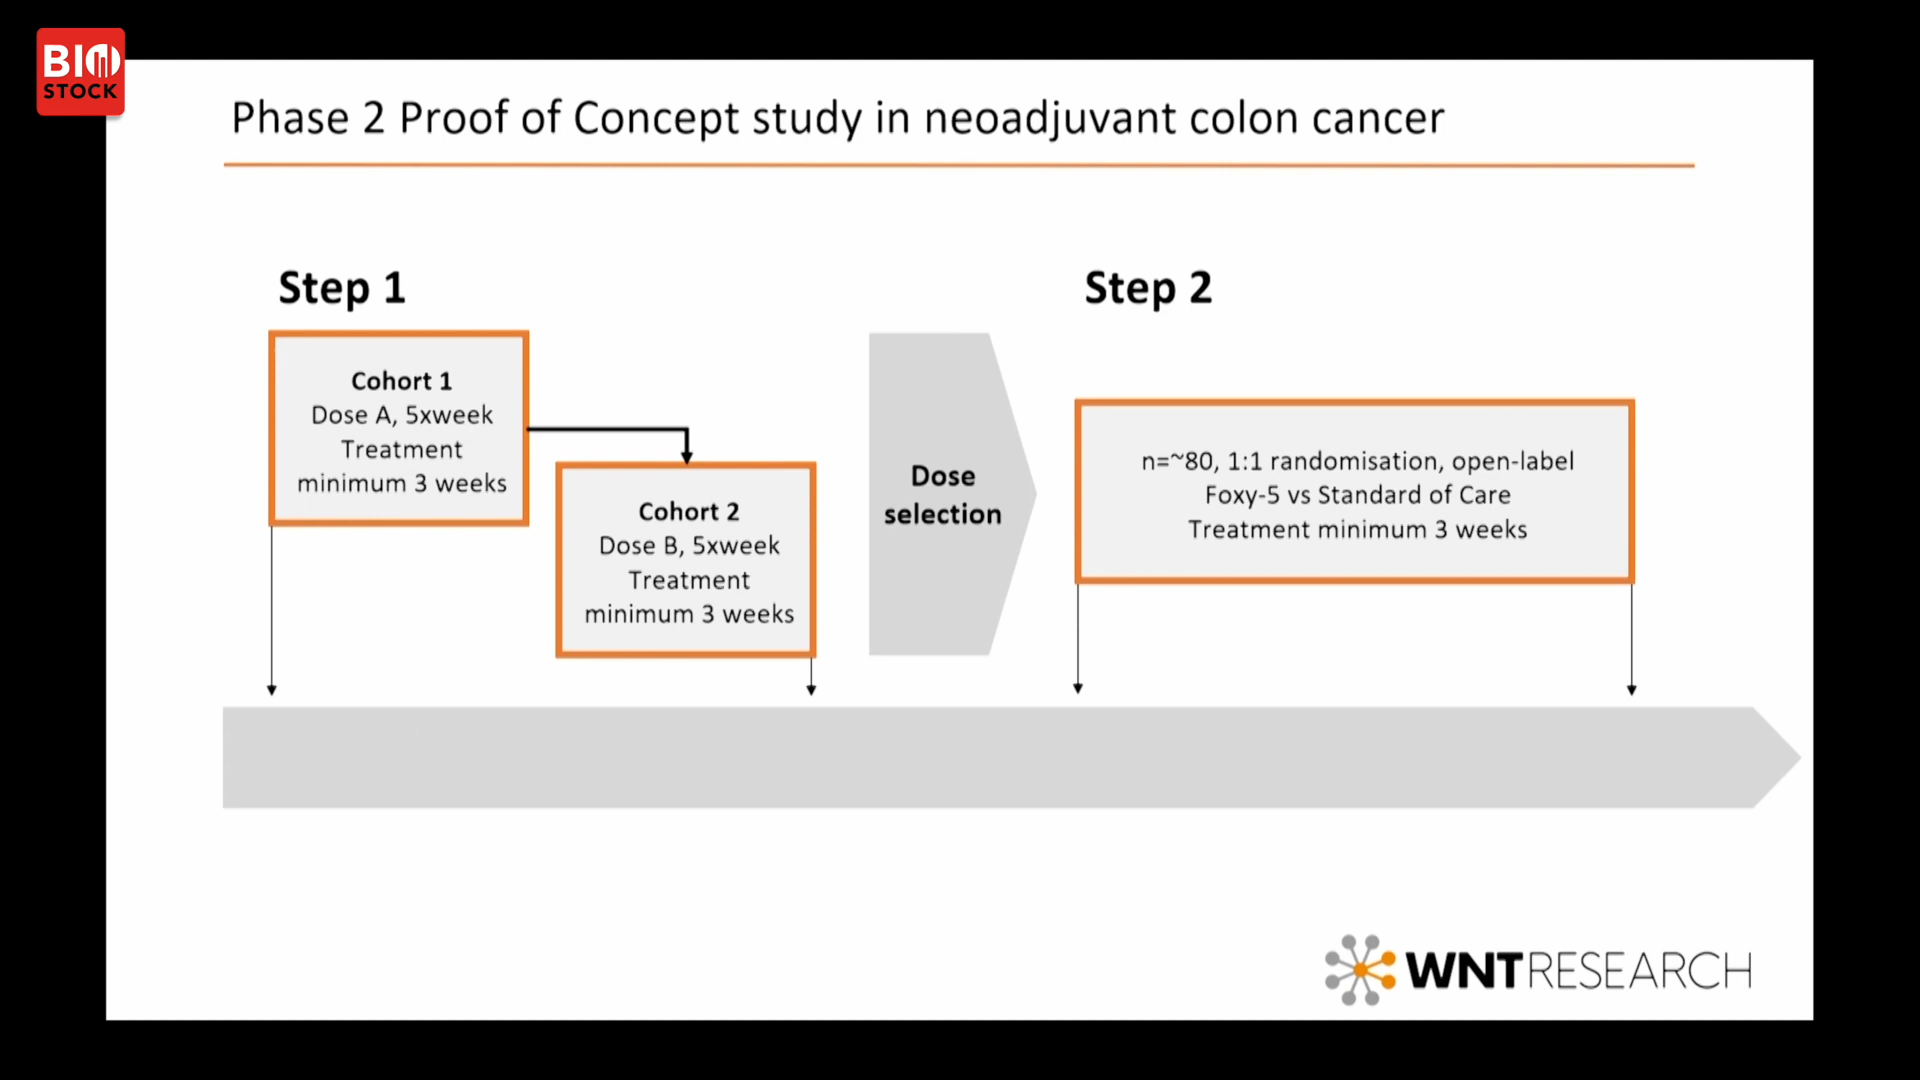 BIO
STOCK
Phase 2 Proof of Concept study in neoadjuvant colon cancer
Step 1
Cohort 1
Dose A, 5xweek
Treatment
minimum 3 weeks
Cohort 2
Dose B, 5xweek
Treatment
minimum 3 weeks
Dose
selection
Step 2
n=~80, 1:1 randomisation, open-label
Foxy-5 vs Standard of Care
Treatment minimum 3 weeks
WNTRESEARCH